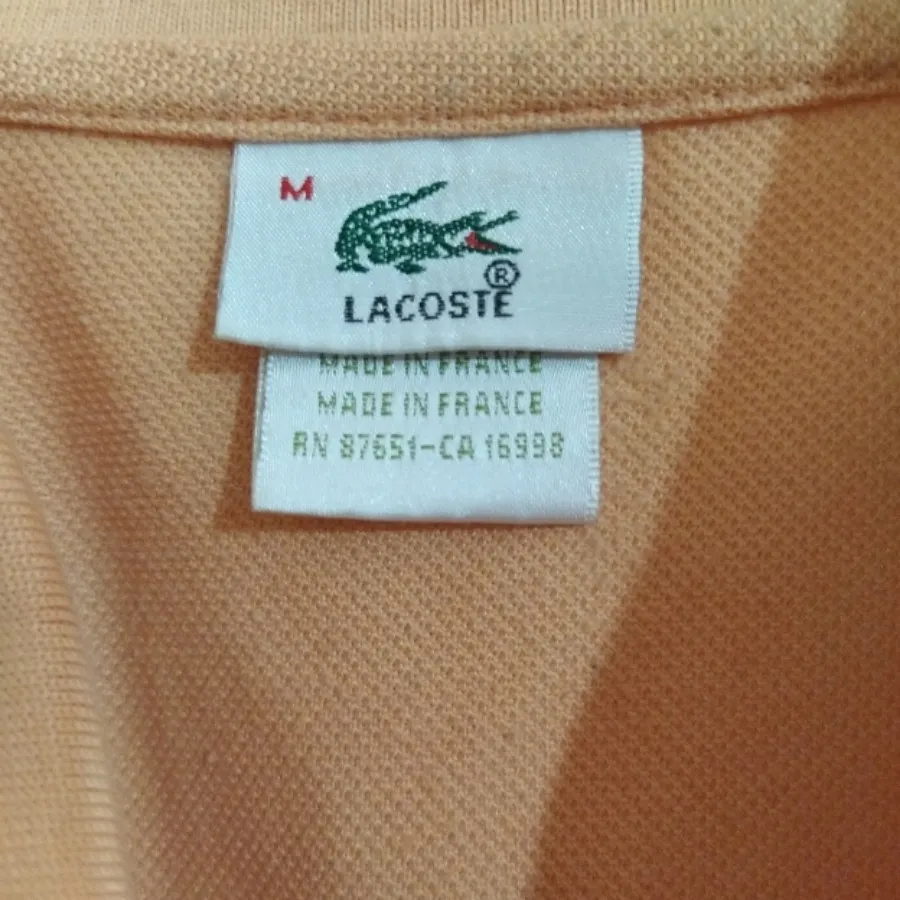 M
®
LACOSTE
MADE IN FRANCE
MADE IN FRANCE
RN 87651-CA 16998